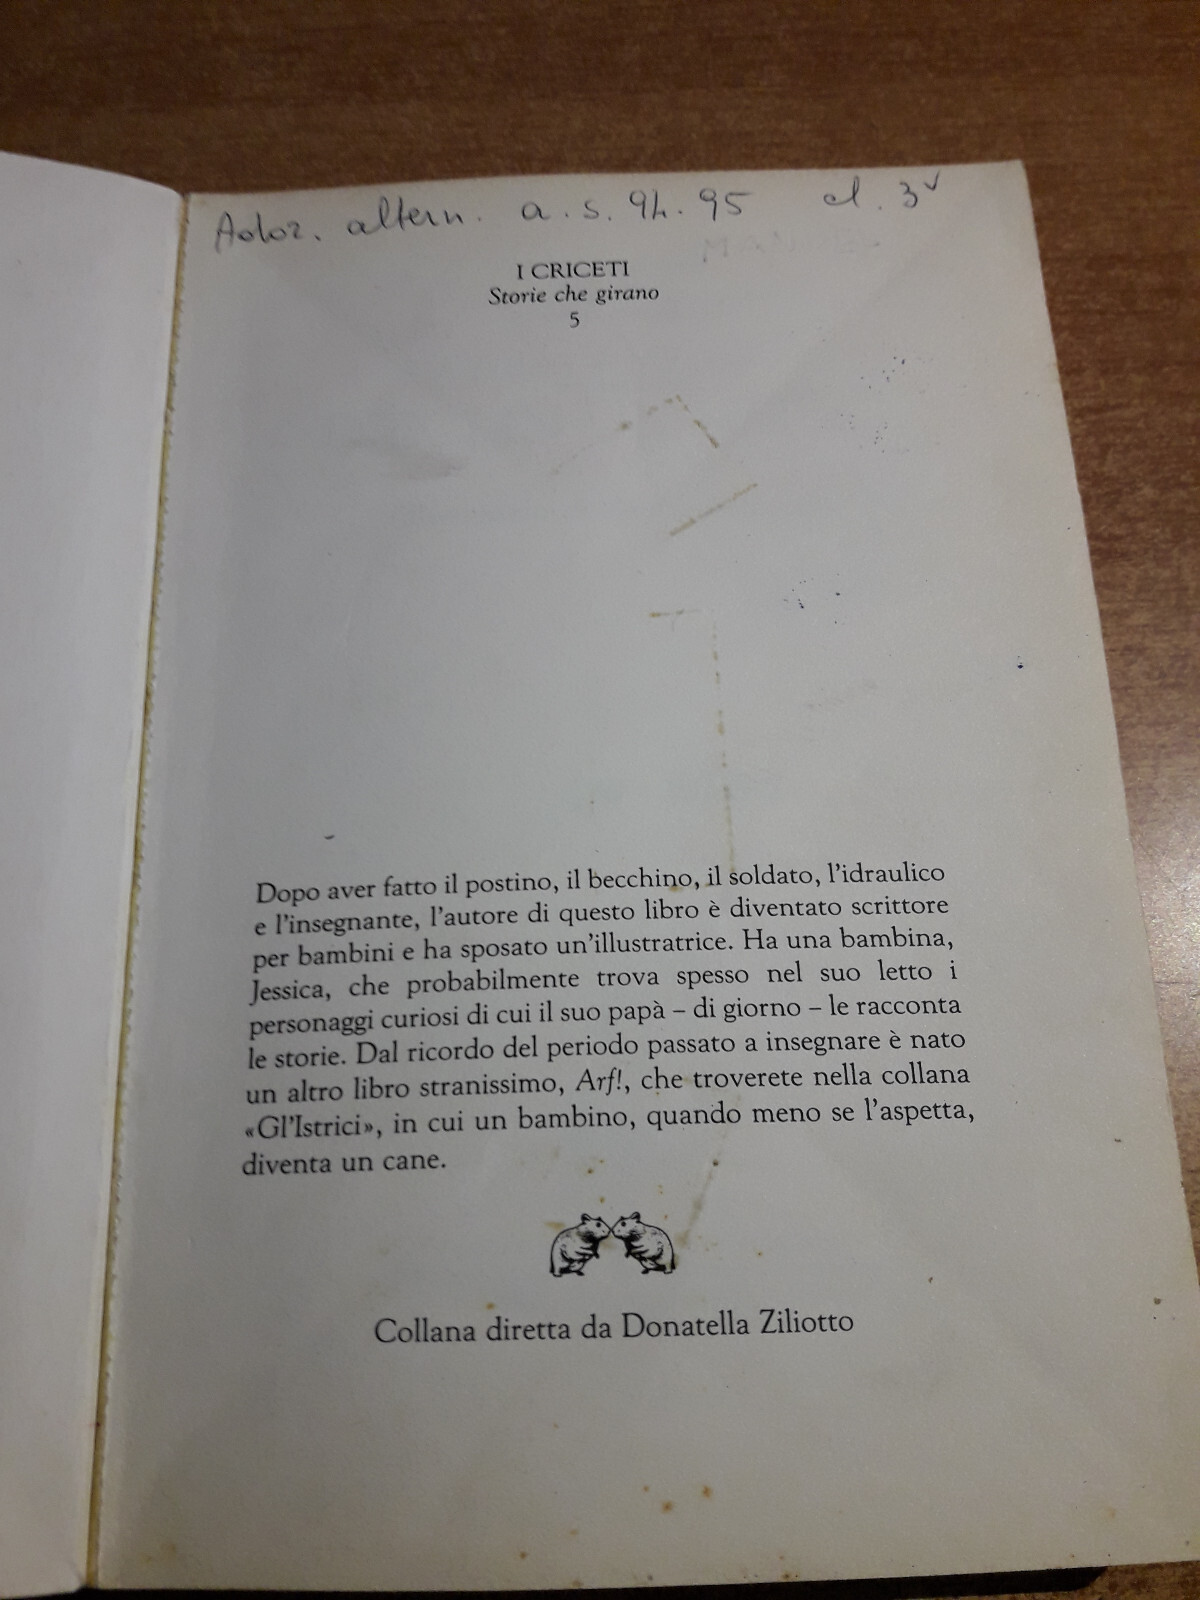 Adoz. altern. a.s. 94.95 cl. 3ᵛ
I CRICETI
Storie che girano
5
Dopo aver fatto il postino, il becchino, il soldato, l'idraulico
e l'insegnante, l'autore di questo libro è diventato scrittore
per bambini e ha sposato un'illustratrice. Ha una bambina,
Jessica, che probabilmente trova spesso nel suo letto i
personaggi curiosi di cui il suo papà – di giorno – le racconta
le storie. Dal ricordo del periodo passato a insegnare è nato
un altro libro stranissimo, Arf!, che troverete nella collana
«Gl'Istrici», in cui un bambino, quando meno se l'aspetta,
diventa un cane.
Collana diretta da Donatella Ziliotto